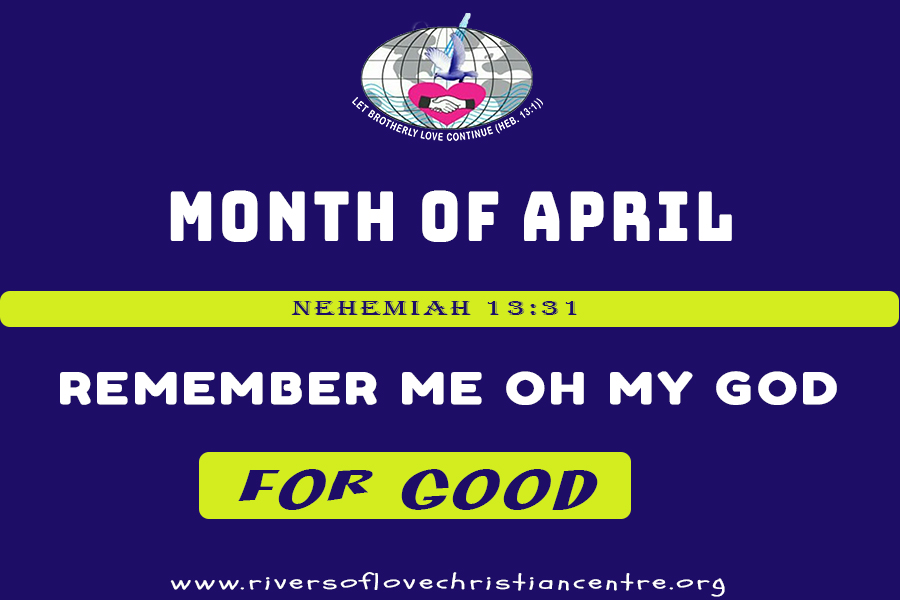 LET BROTHERLY LOVE CONTINUE (HEB. 13:1))
MONTH OF APRIL
NEHEMIAH 13:31
REMEMBER ME OH MY GOD
FOR GOOD
www.riversoflovechristiancentre.org